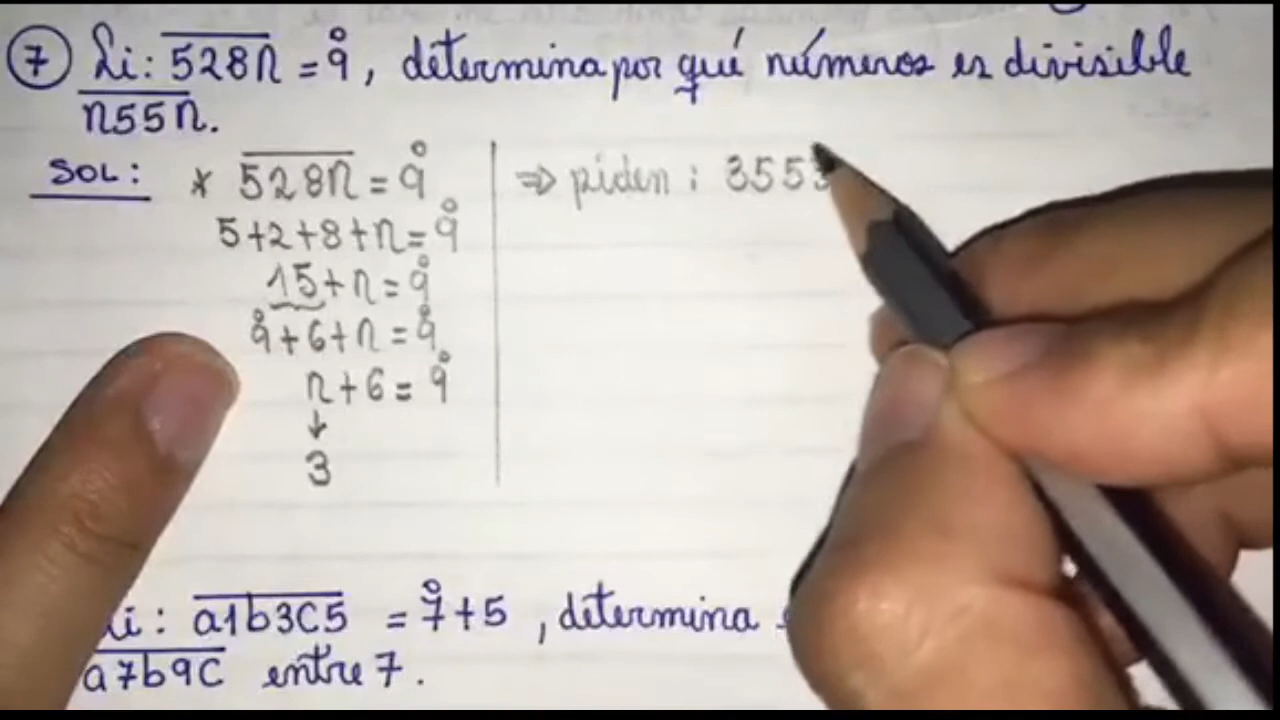 7 Si: 528n = 9°, determina por qué números es divisible
n55n.
SOL: * 528n = 9° ⇒ piden : 3553
5+2+8+n = 9°
15+n = 9°
9°+6+n = 9°
n+6 = 9°
↓
3
Si: a1b3c5 = 7°+5, determina
a7b9c entre 7.